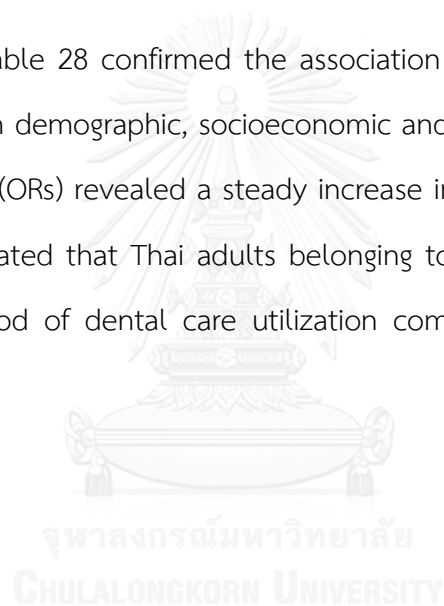 able 28 confirmed the association
n demographic, socioeconomic and
(ORs) revealed a steady increase in
ated that Thai adults belonging to
od of dental care utilization com
จุฬาลงกรณ์มหาวิทยาลัย
CHULALONGKORN UNIVERSITY